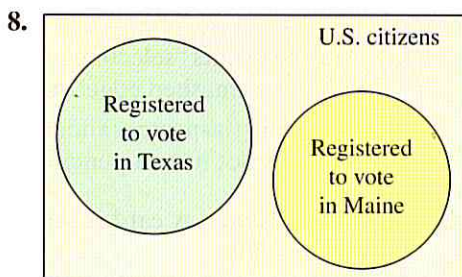 8.
U.S. citizens
Registered
to vote
in Texas
Registered
to vote
in Maine